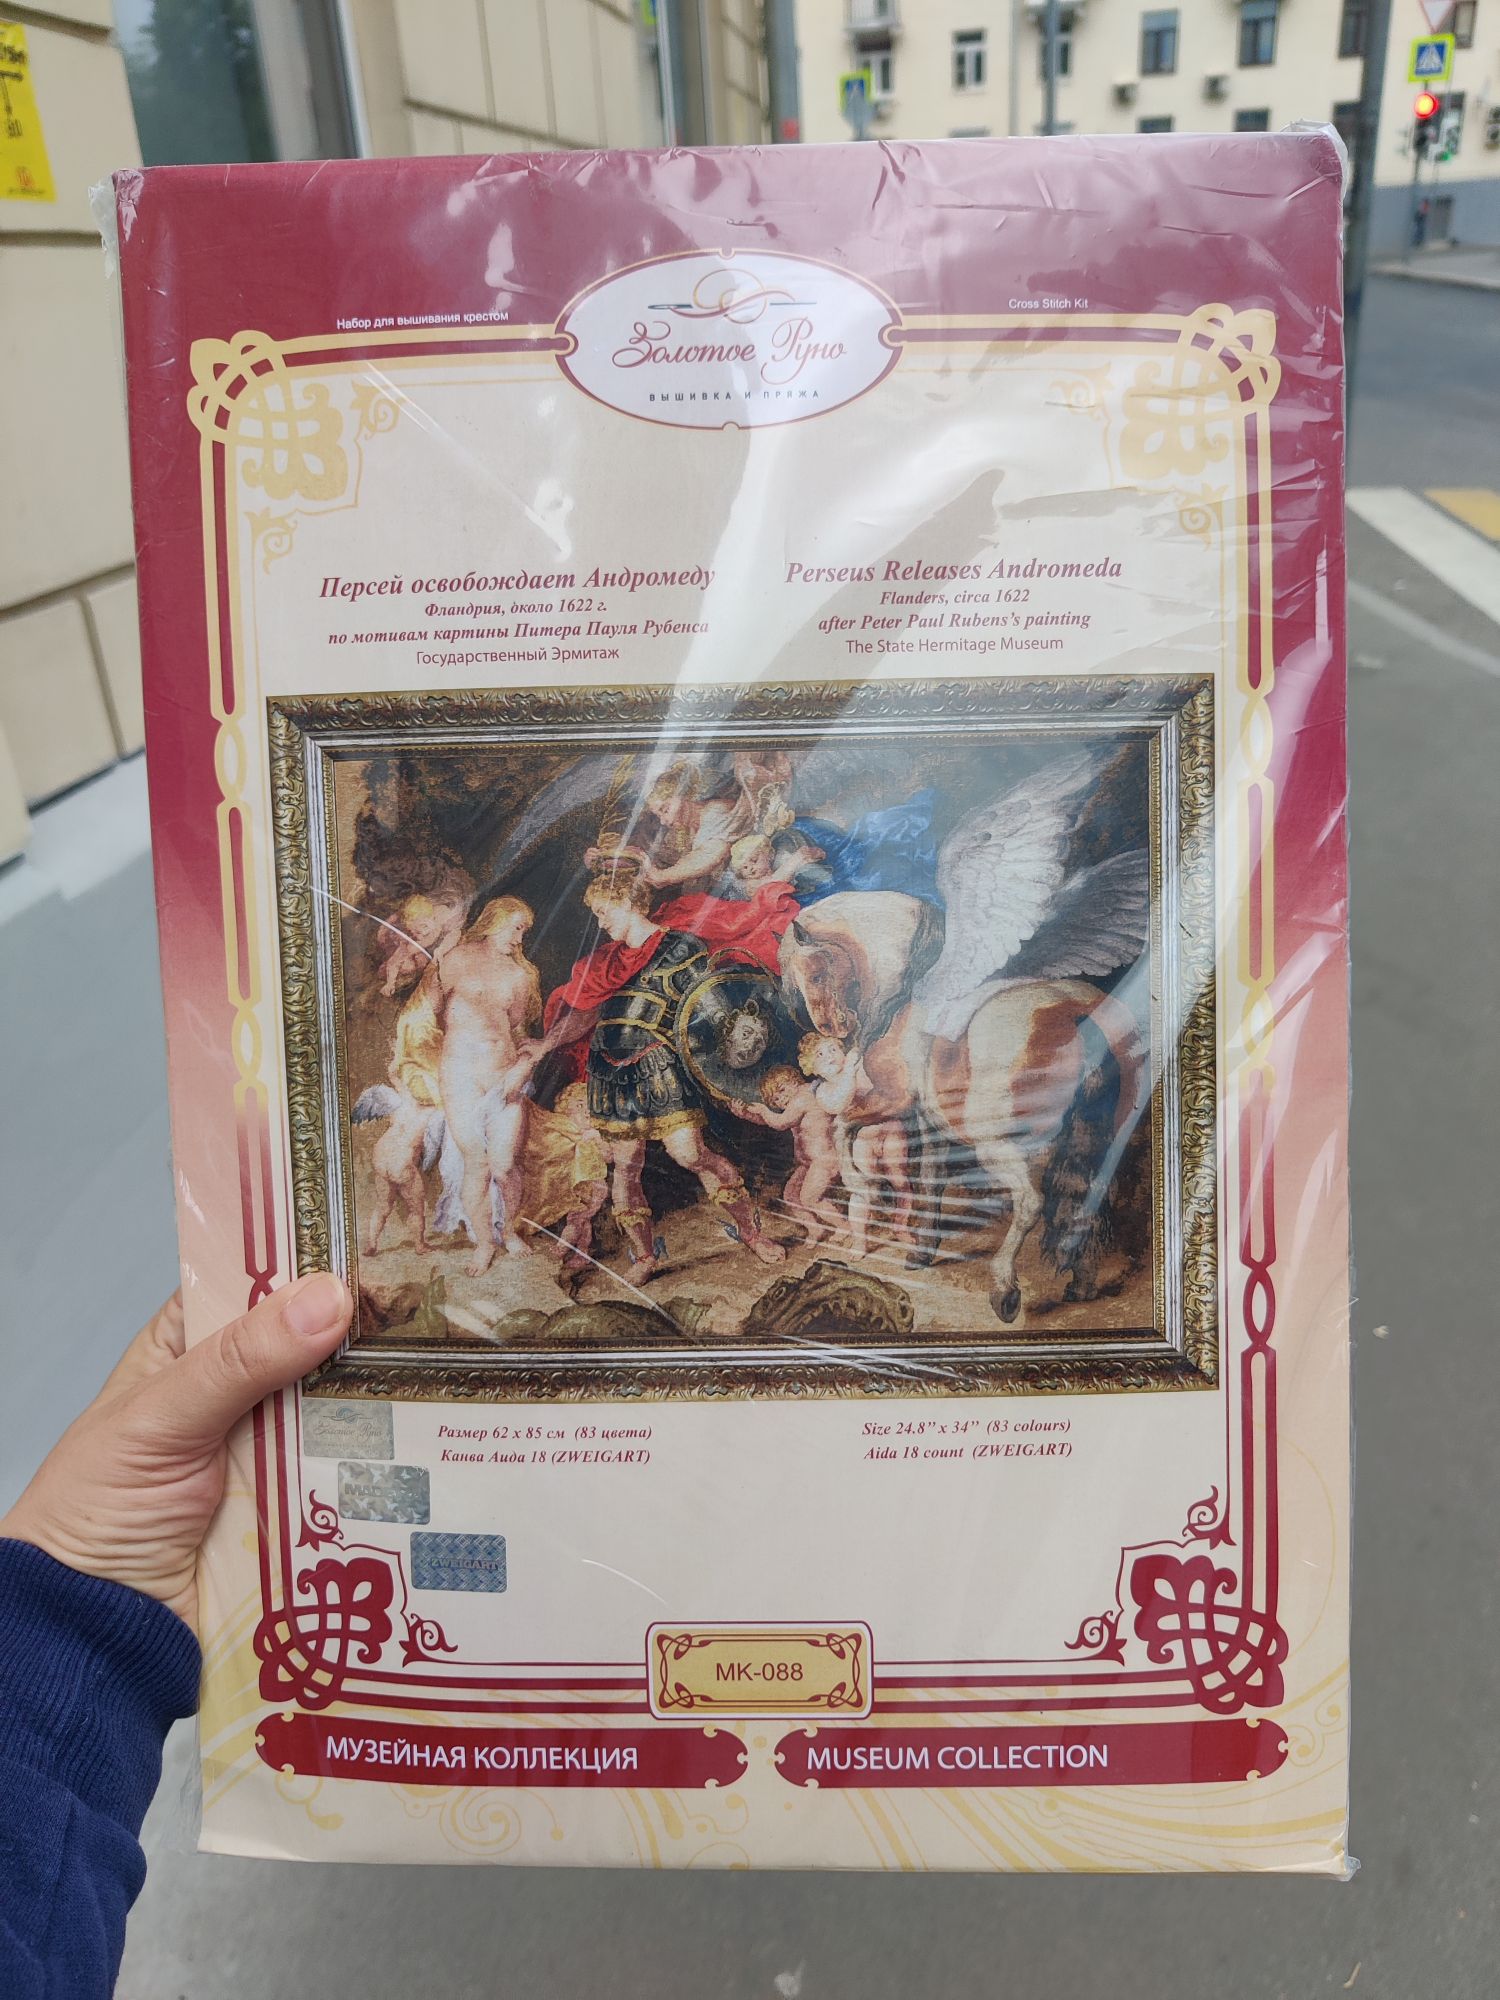 Набор для вышивания крестом
Cross Stitch Kit
Золотое Руно
ВЫШИВКА И ПРЯЖА
Персей освобождает Андромеду
Фландрия, около 1622 г.
по мотивам картины Питера Пауля Рубенса
Государственный Эрмитаж
Perseus Releases Andromeda
Flanders, circa 1622
after Peter Paul Rubens's painting
The State Hermitage Museum
Размер 62 x 85 см (83 цвета)
Канва Аида 18 (ZWEIGART)
Size 24.8” x 34” (83 colours)
Aida 18 count (ZWEIGART)
Золотое Руно
ZWEIGART
МК-088
МУЗЕЙНАЯ КОЛЛЕКЦИЯ
MUSEUM COLLECTION